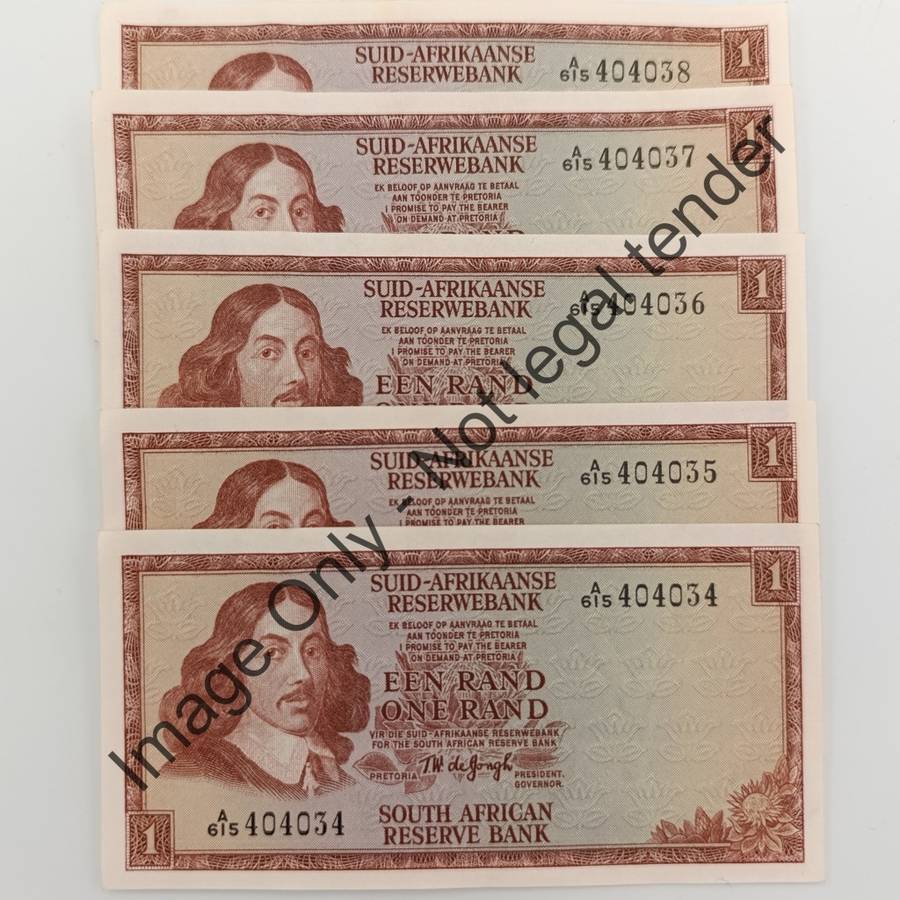 SUID-AFRIKAANSE
RESERWEBANK
A/615 404038
1
SUID-AFRIKAANSE
RESERWEBANK
A/615 404037
1
EK BELOOF OP AANVRAAG TE BETAAL
AAN TOONDER TE PRETORIA
I PROMISE TO PAY THE BEARER
ON DEMAND AT PRETORIA
SUID-AFRIKAANSE
RESERWEBANK
A/615 404036
1
EK BELOOF OP AANVRAAG TE BETAAL
AAN TOONDER TE PRETORIA
I PROMISE TO PAY THE BEARER
ON DEMAND AT PRETORIA
EEN RAND
SUID-AFRIKAANSE
RESERWEBANK
A/615 404035
1
EK BELOOF OP AANVRAAG TE BETAAL
AAN TOONDER TE PRETORIA
I PROMISE TO PAY THE BEARER
SUID-AFRIKAANSE
RESERWEBANK
A/615 404034
1
EK BELOOF OP AANVRAAG TE BETAAL
AAN TOONDER TE PRETORIA
I PROMISE TO PAY THE BEARER
ON DEMAND AT PRETORIA
EEN RAND
ONE RAND
VIR DIE SUID-AFRIKAANSE RESERWEBANK
FOR THE SOUTH AFRICAN RESERVE BANK
PRETORIA T.W. de Jongh PRESIDENT.
GOVERNOR.
A/615 404034
SOUTH AFRICAN
RESERVE BANK
1
Image Only - Not legal tender